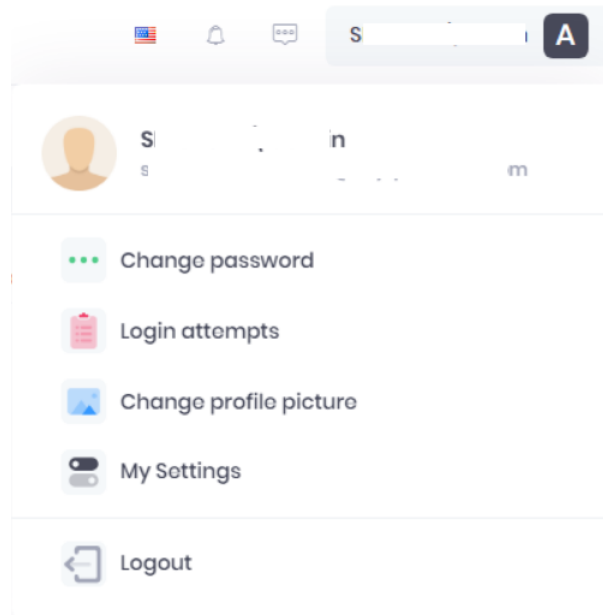 A
Change password
Login attempts
Change profile picture
My Settings
Logout